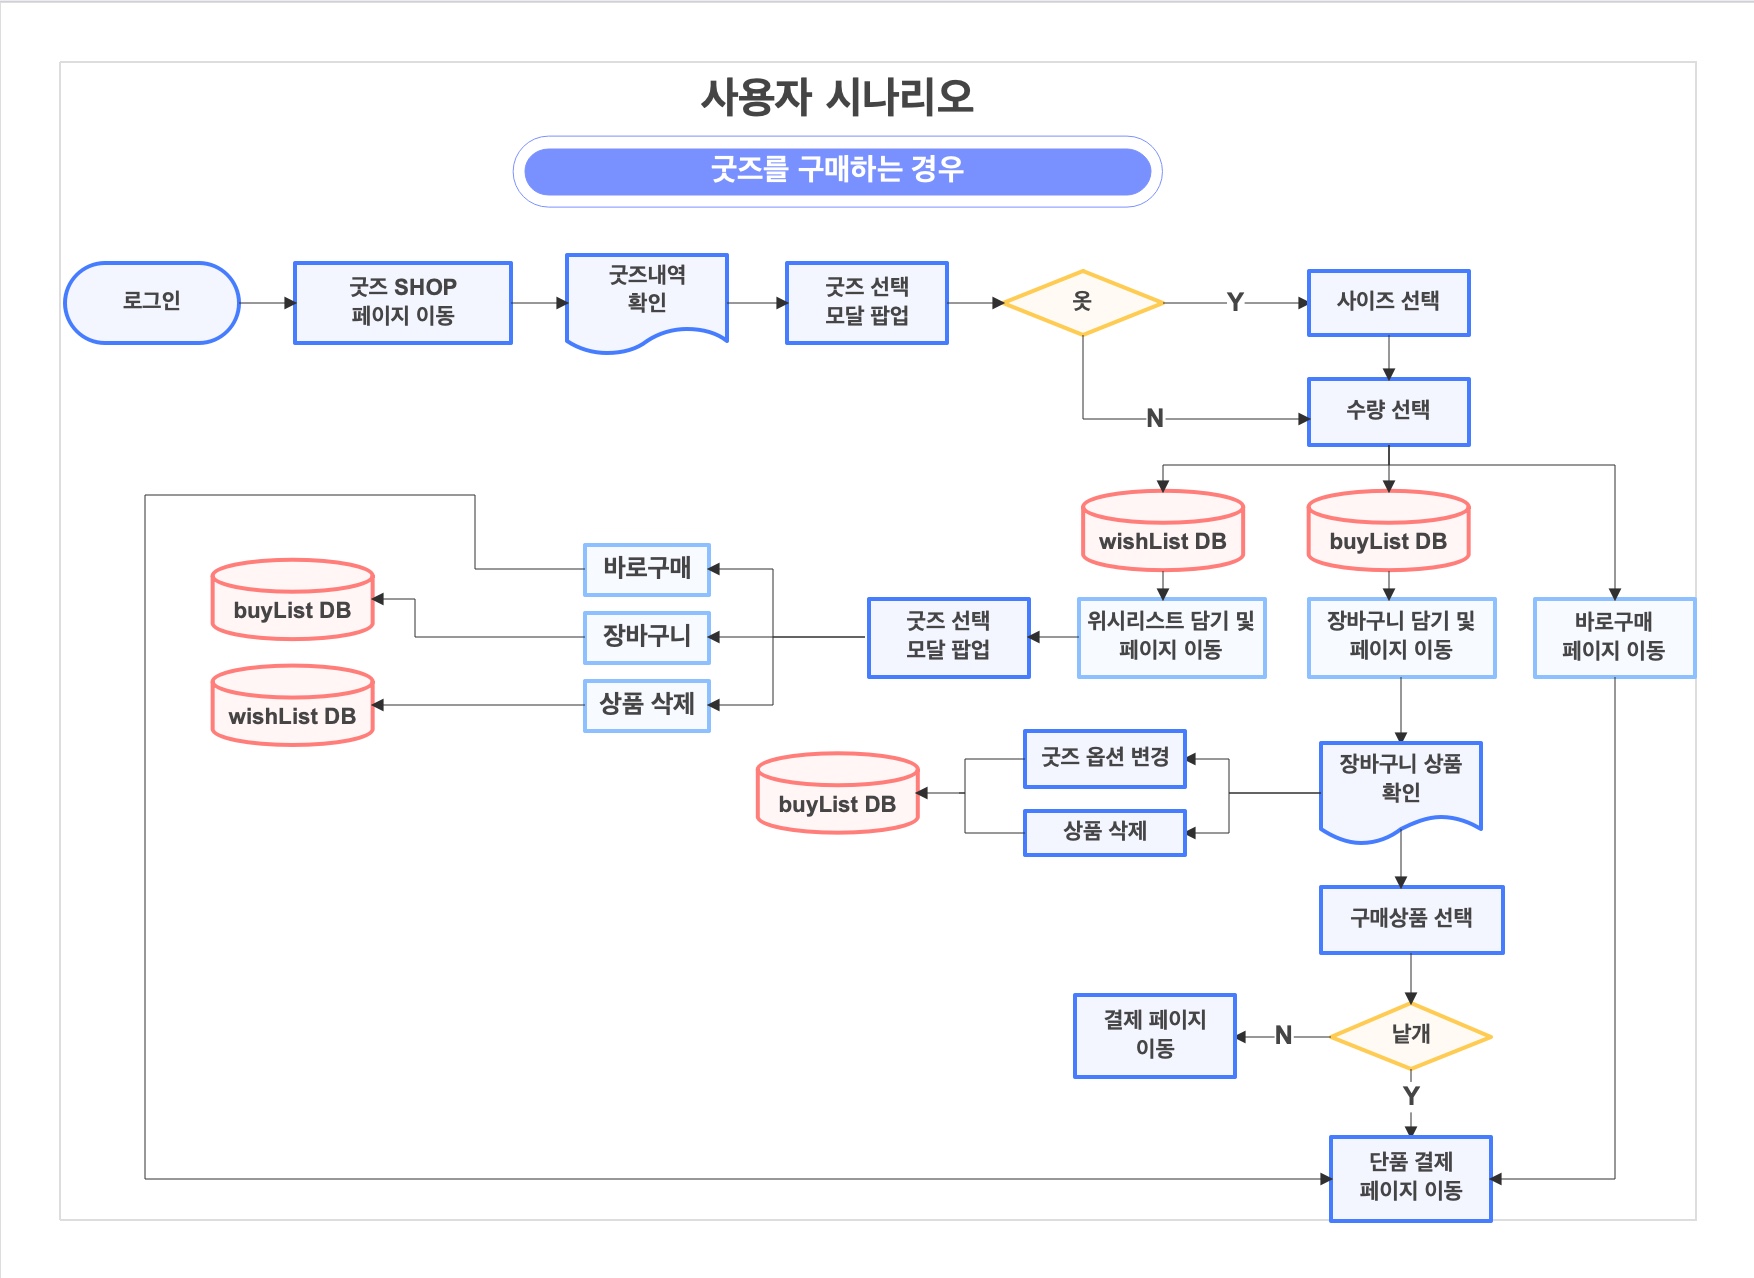 사용자 시나리오
굿즈를 구매하는 경우
로그인
굿즈 SHOP
페이지 이동
굿즈내역
확인
굿즈 선택
모달 팝업
옷
Y
사이즈 선택
N
수량 선택
wishList DB
buyList DB
위시리스트 담기 및
페이지 이동
장바구니 담기 및
페이지 이동
바로구매
페이지 이동
굿즈 선택
모달 팝업
바로구매
장바구니
상품 삭제
buyList DB
wishList DB
장바구니 상품
확인
굿즈 옵션 변경
상품 삭제
buyList DB
구매상품 선택
낱개
N
결제 페이지
이동
Y
단품 결제
페이지 이동